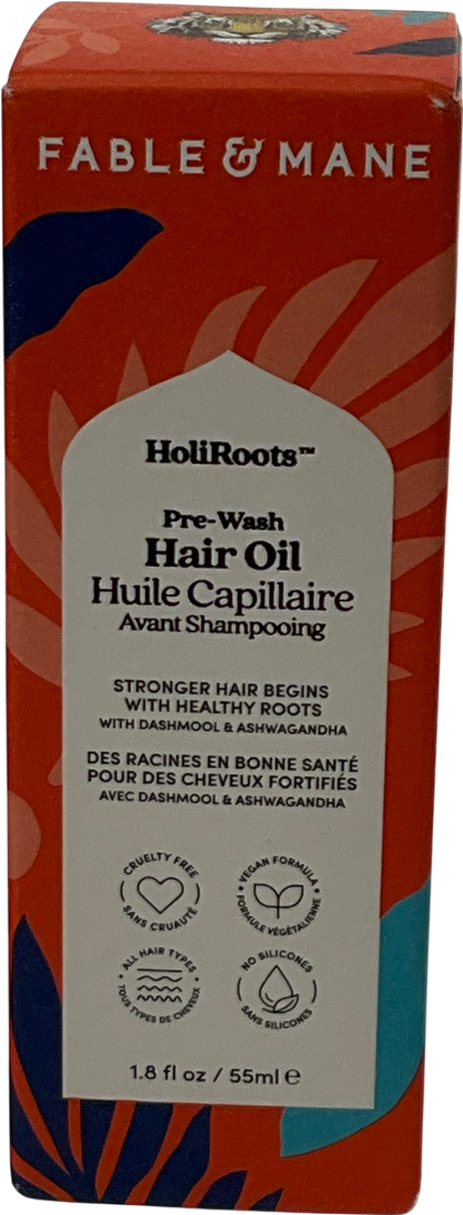 FABLE & MANE
HoliRoots™
Pre-Wash
Hair Oil
Huile Capillaire
Avant Shampooing
STRONGER HAIR BEGINS
WITH HEALTHY ROOTS
WITH DASHMOOL & ASHWAGANDHA
DES RACINES EN BONNE SANTÉ
POUR DES CHEVEUX FORTIFIÉS
AVEC DASHMOOL & ASHWAGANDHA
CRUELTY FREE
SANS CRUAUTÉ
• VEGAN FORMULA •
FORMULE VÉGÉTALIENNE
• ALL HAIR TYPES •
TOUS TYPES DE CHEVEUX
NO SILICONES
SANS SILICONES
1.8 fl oz / 55ml ℮